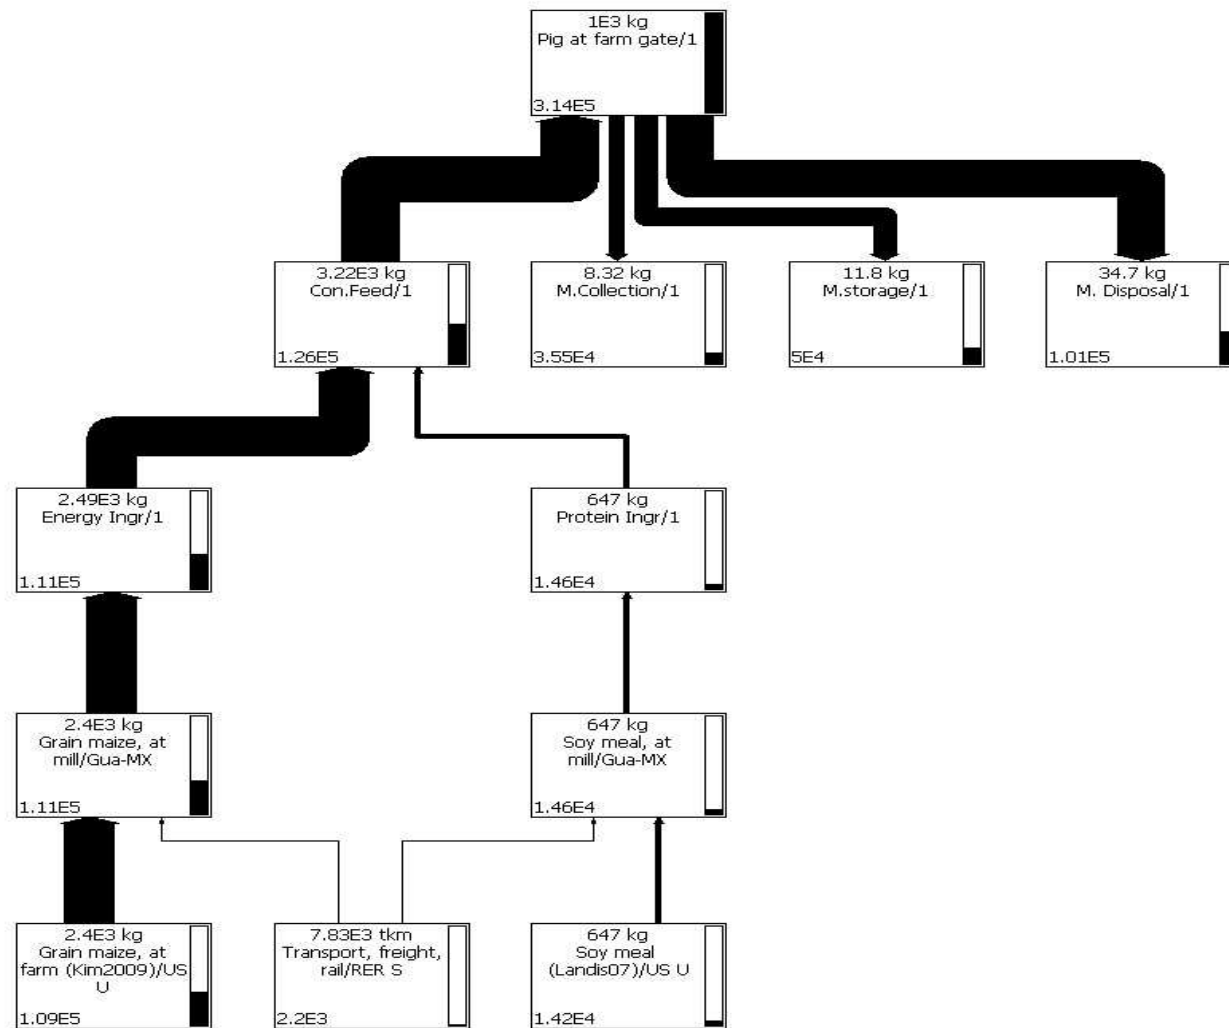 1E3 kg
Pig at farm gate/1
3.14E5
3.22E3 kg
Con.Feed/1
1.26E5
8.32 kg
M.Collection/1
3.55E4
11.8 kg
M.storage/1
5E4
34.7 kg
M. Disposal/1
1.01E5
2.49E3 kg
Energy Ingr/1
1.11E5
647 kg
Protein Ingr/1
1.46E4
2.4E3 kg
Grain maize, at
mill/Gua-MX
1.11E5
647 kg
Soy meal, at
mill/Gua-MX
1.46E4
2.4E3 kg
Grain maize, at
farm (Kim2009)/US
U
1.09E5
7.83E3 tkm
Transport, freight,
rail/RER S
2.2E3
647 kg
Soy meal
(Landis07)/US U
1.42E4